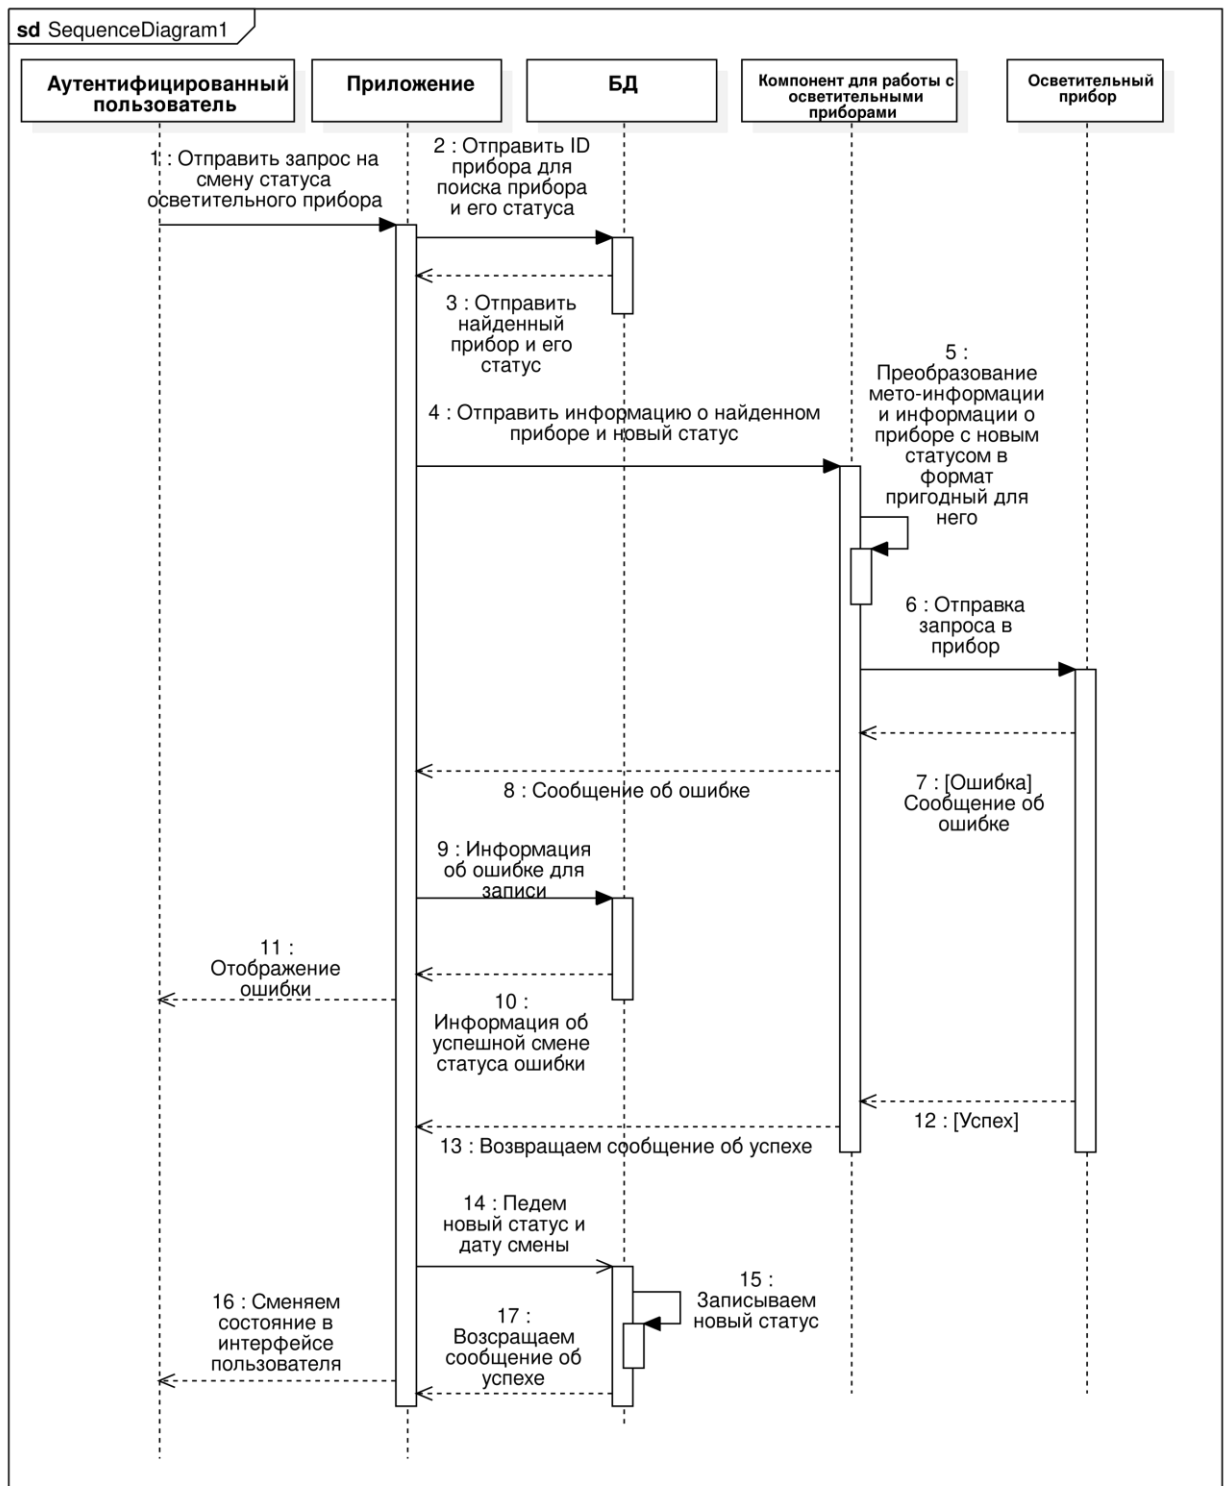 sd SequenceDiagram1
Аутентифицированный
пользователь
Приложение
БД
Компонент для работы с
осветительными
приборами
Осветительный
прибор
1 : Отправить запрос на
смену статуса
осветительного прибора
2 : Отправить ID
прибора для
поиска прибора
и его статуса
3 : Отправить
найденный
прибор и его
статус
4 : Отправить информацию о найденном
приборе и новый статус
5 :
Преобразование
мето-информации
и информации о
приборе с новым
статусом в
формат
пригодный для
него
6 : Отправка
запроса в
прибор
7 : [Ошибка]
Сообщение об
ошибке
8 : Сообщение об ошибке
9 : Информация
об ошибке для
записи
11 :
Отображение
ошибки
10 :
Информация об
успешной смене
статуса ошибки
12 : [Успех]
13 : Возвращаем сообщение об успехе
14 : Педем
новый статус и
дату смены
15 :
Записываем
новый статус
16 : Сменяем
состояние в
интерфейсе
пользователя
17 :
Возсращаем
сообщение об
успехе